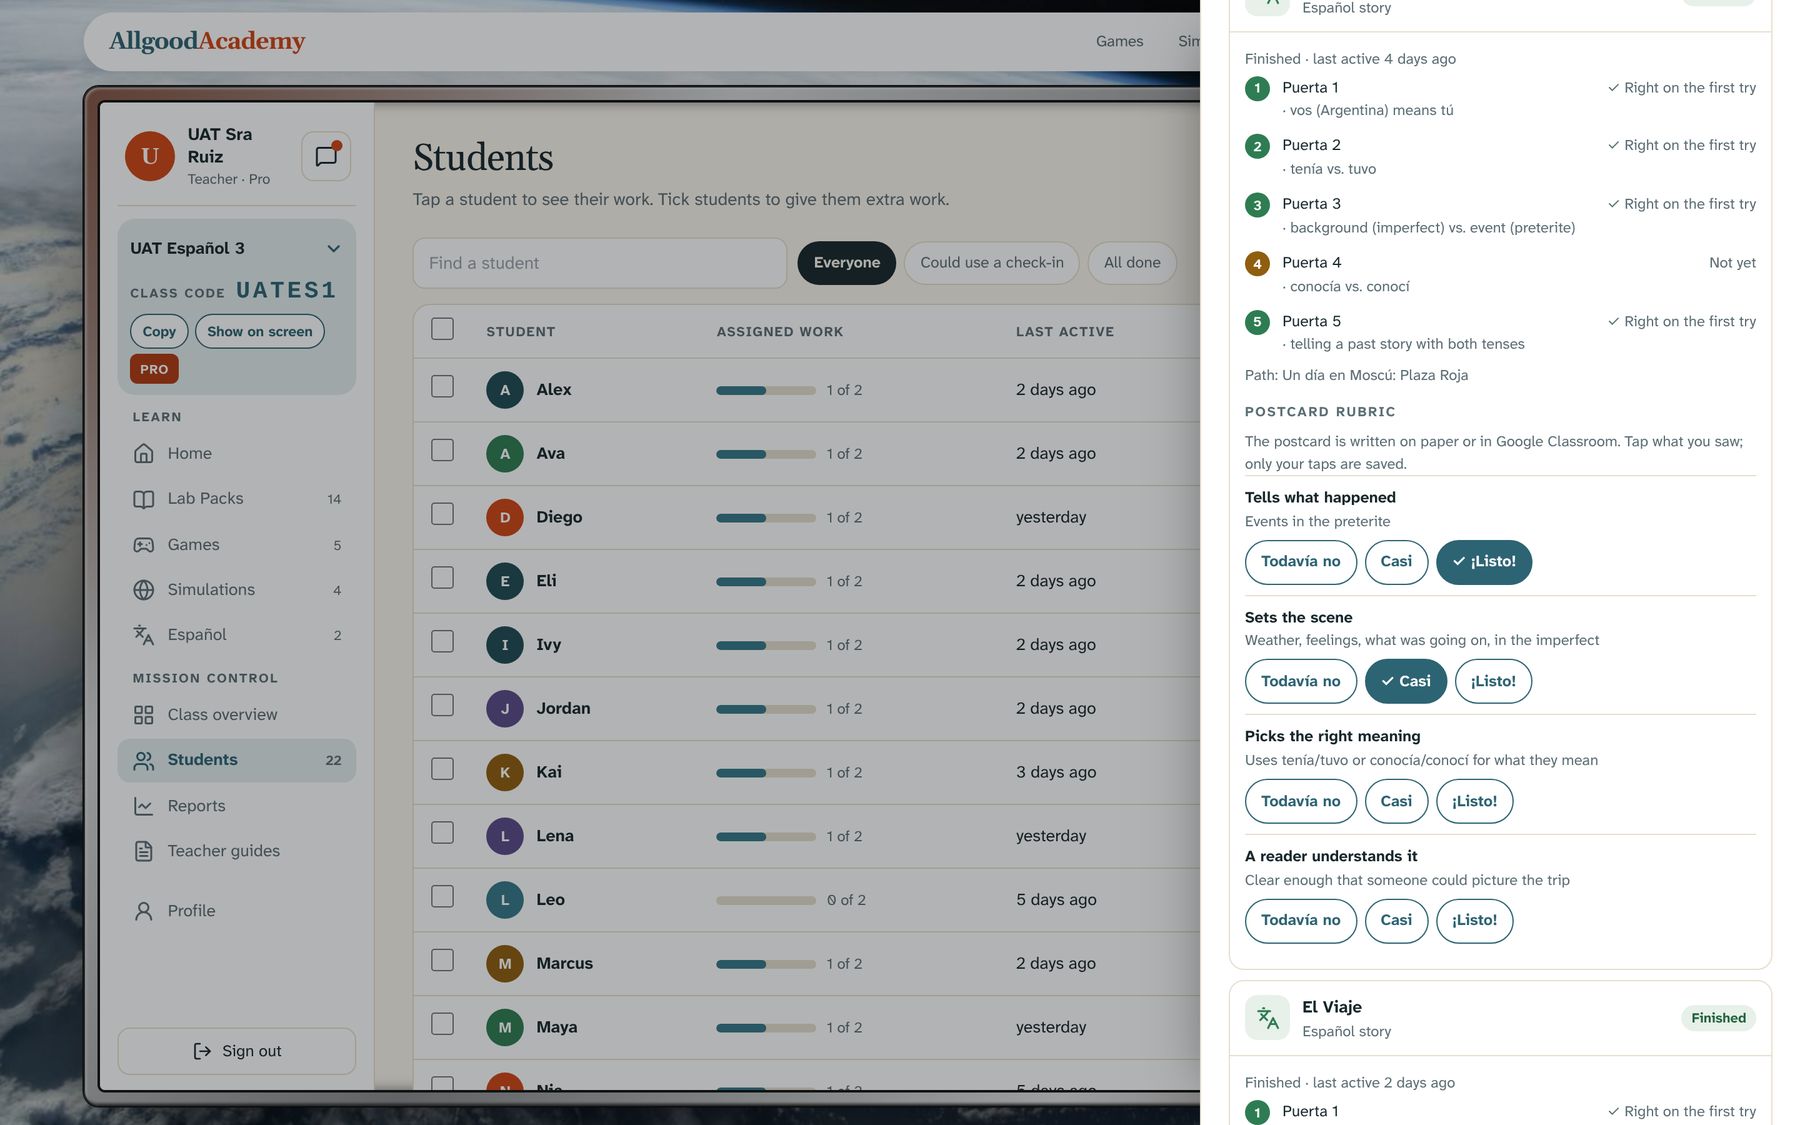 AllgoodAcademy
Games
U
UAT Sra
Ruiz
Teacher · Pro
UAT Español 3
CLASS CODE UATES1
Copy
Show on screen
PRO
LEARN
Home
Lab Packs 14
Games 5
Simulations 4
Español 2
MISSION CONTROL
Class overview
Students 22
Reports
Teacher guides
Profile
Sign out
Students
Tap a student to see their work. Tick students to give them extra work.
Find a student
Everyone
Could use a check-in
All done
STUDENT ASSIGNED WORK LAST ACTIVE
A Alex 1 of 2 2 days ago
A Ava 1 of 2 2 days ago
D Diego 1 of 2 yesterday
E Eli 1 of 2 2 days ago
I Ivy 1 of 2 2 days ago
J Jordan 1 of 2 2 days ago
K Kai 1 of 2 3 days ago
L Lena 1 of 2 yesterday
L Leo 0 of 2 5 days ago
M Marcus 1 of 2 2 days ago
M Maya 1 of 2 yesterday
Español story
Finished · last active 4 days ago
1 Puerta 1 ✓ Right on the first try
· vos (Argentina) means tú
2 Puerta 2 ✓ Right on the first try
· tenía vs. tuvo
3 Puerta 3 ✓ Right on the first try
· background (imperfect) vs. event (preterite)
4 Puerta 4 Not yet
· conocía vs. conocí
5 Puerta 5 ✓ Right on the first try
· telling a past story with both tenses
Path: Un día en Moscú: Plaza Roja
POSTCARD RUBRIC
The postcard is written on paper or in Google Classroom. Tap what you saw;
only your taps are saved.
Tells what happened
Events in the preterite
Todavía no Casi ✓ ¡Listo!
Sets the scene
Weather, feelings, what was going on, in the imperfect
Todavía no ✓ Casi ¡Listo!
Picks the right meaning
Uses tenía/tuvo or conocía/conocí for what they mean
Todavía no Casi ¡Listo!
A reader understands it
Clear enough that someone could picture the trip
Todavía no Casi ¡Listo!
El Viaje
Español story
Finished
Finished · last active 2 days ago
1 Puerta 1 ✓ Right on the first try